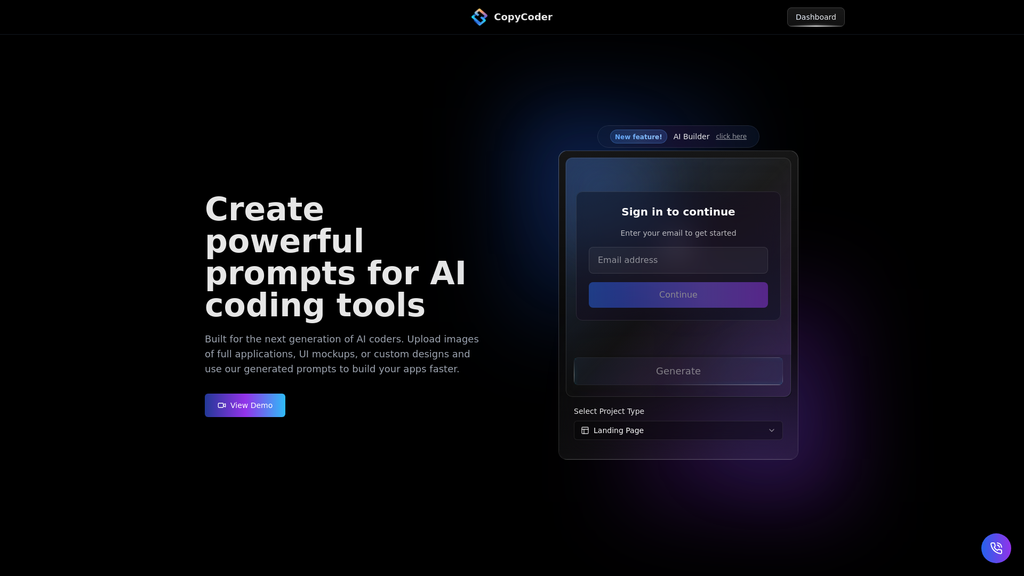 CopyCoder
Dashboard
New feature! AI Builder click here
Create
powerful
prompts for AI
coding tools
Built for the next generation of AI coders. Upload images
of full applications, UI mockups, or custom designs and
use our generated prompts to build your apps faster.
View Demo
Sign in to continue
Enter your email to get started
Email address
Continue
Generate
Select Project Type
Landing Page